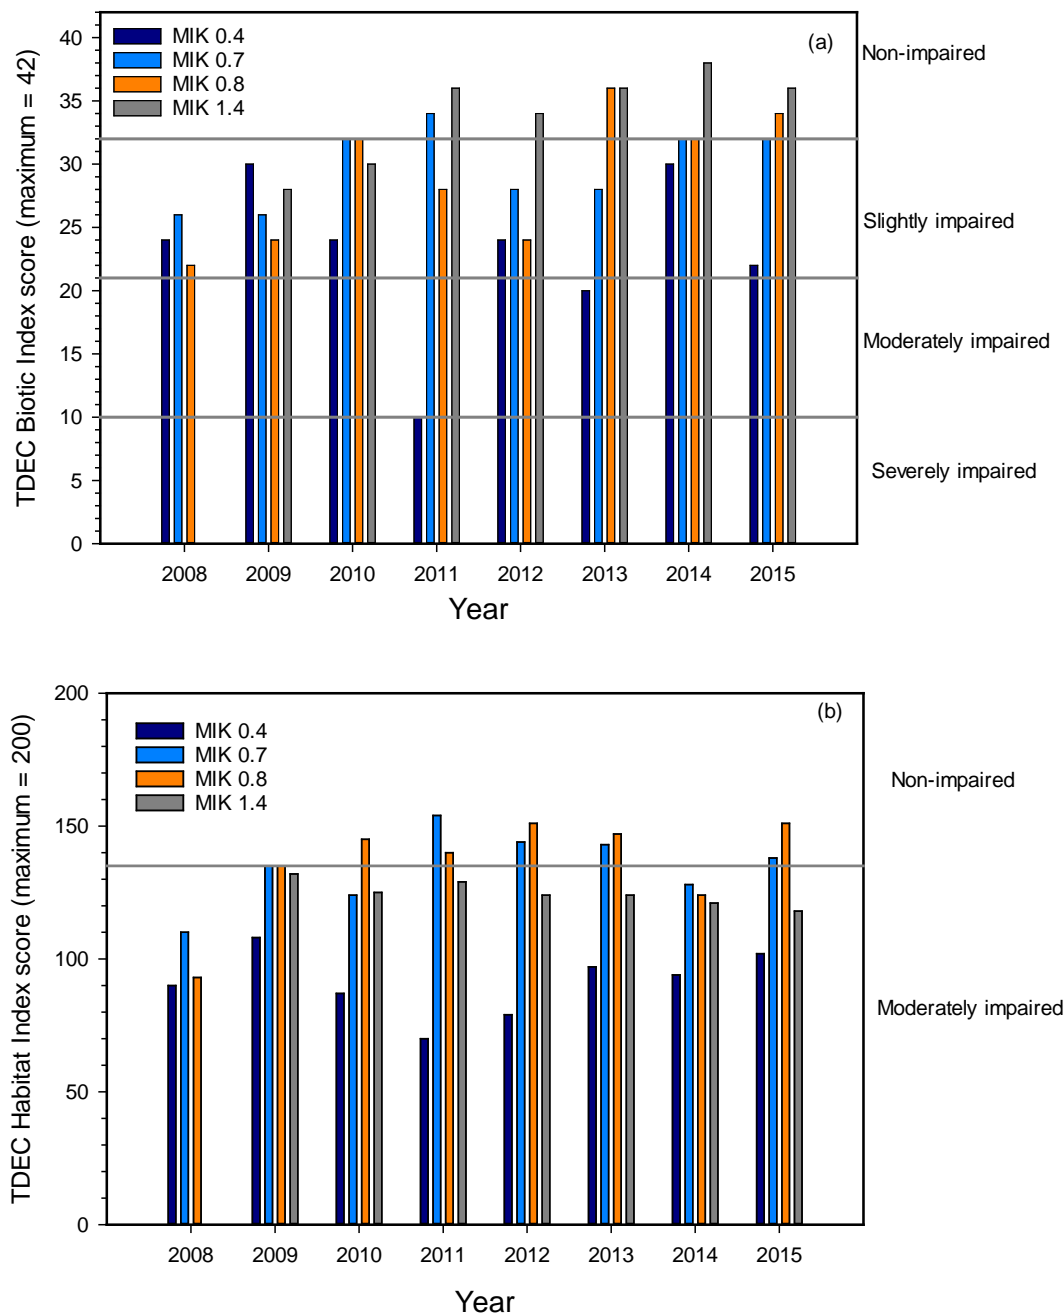 TDEC Biotic Index score (maximum = 42)
40
35
30
25
20
15
10
5
0
MIK 0.4
MIK 0.7
MIK 0.8
MIK 1.4
(a)
Non-impaired
Slightly impaired
Moderately impaired
Severely impaired
2008 2009 2010 2011 2012 2013 2014 2015
Year
TDEC Habitat Index score (maximum = 200)
200
150
100
50
0
MIK 0.4
MIK 0.7
MIK 0.8
MIK 1.4
(b)
Non-impaired
Moderately impaired
2008 2009 2010 2011 2012 2013 2014 2015
Year